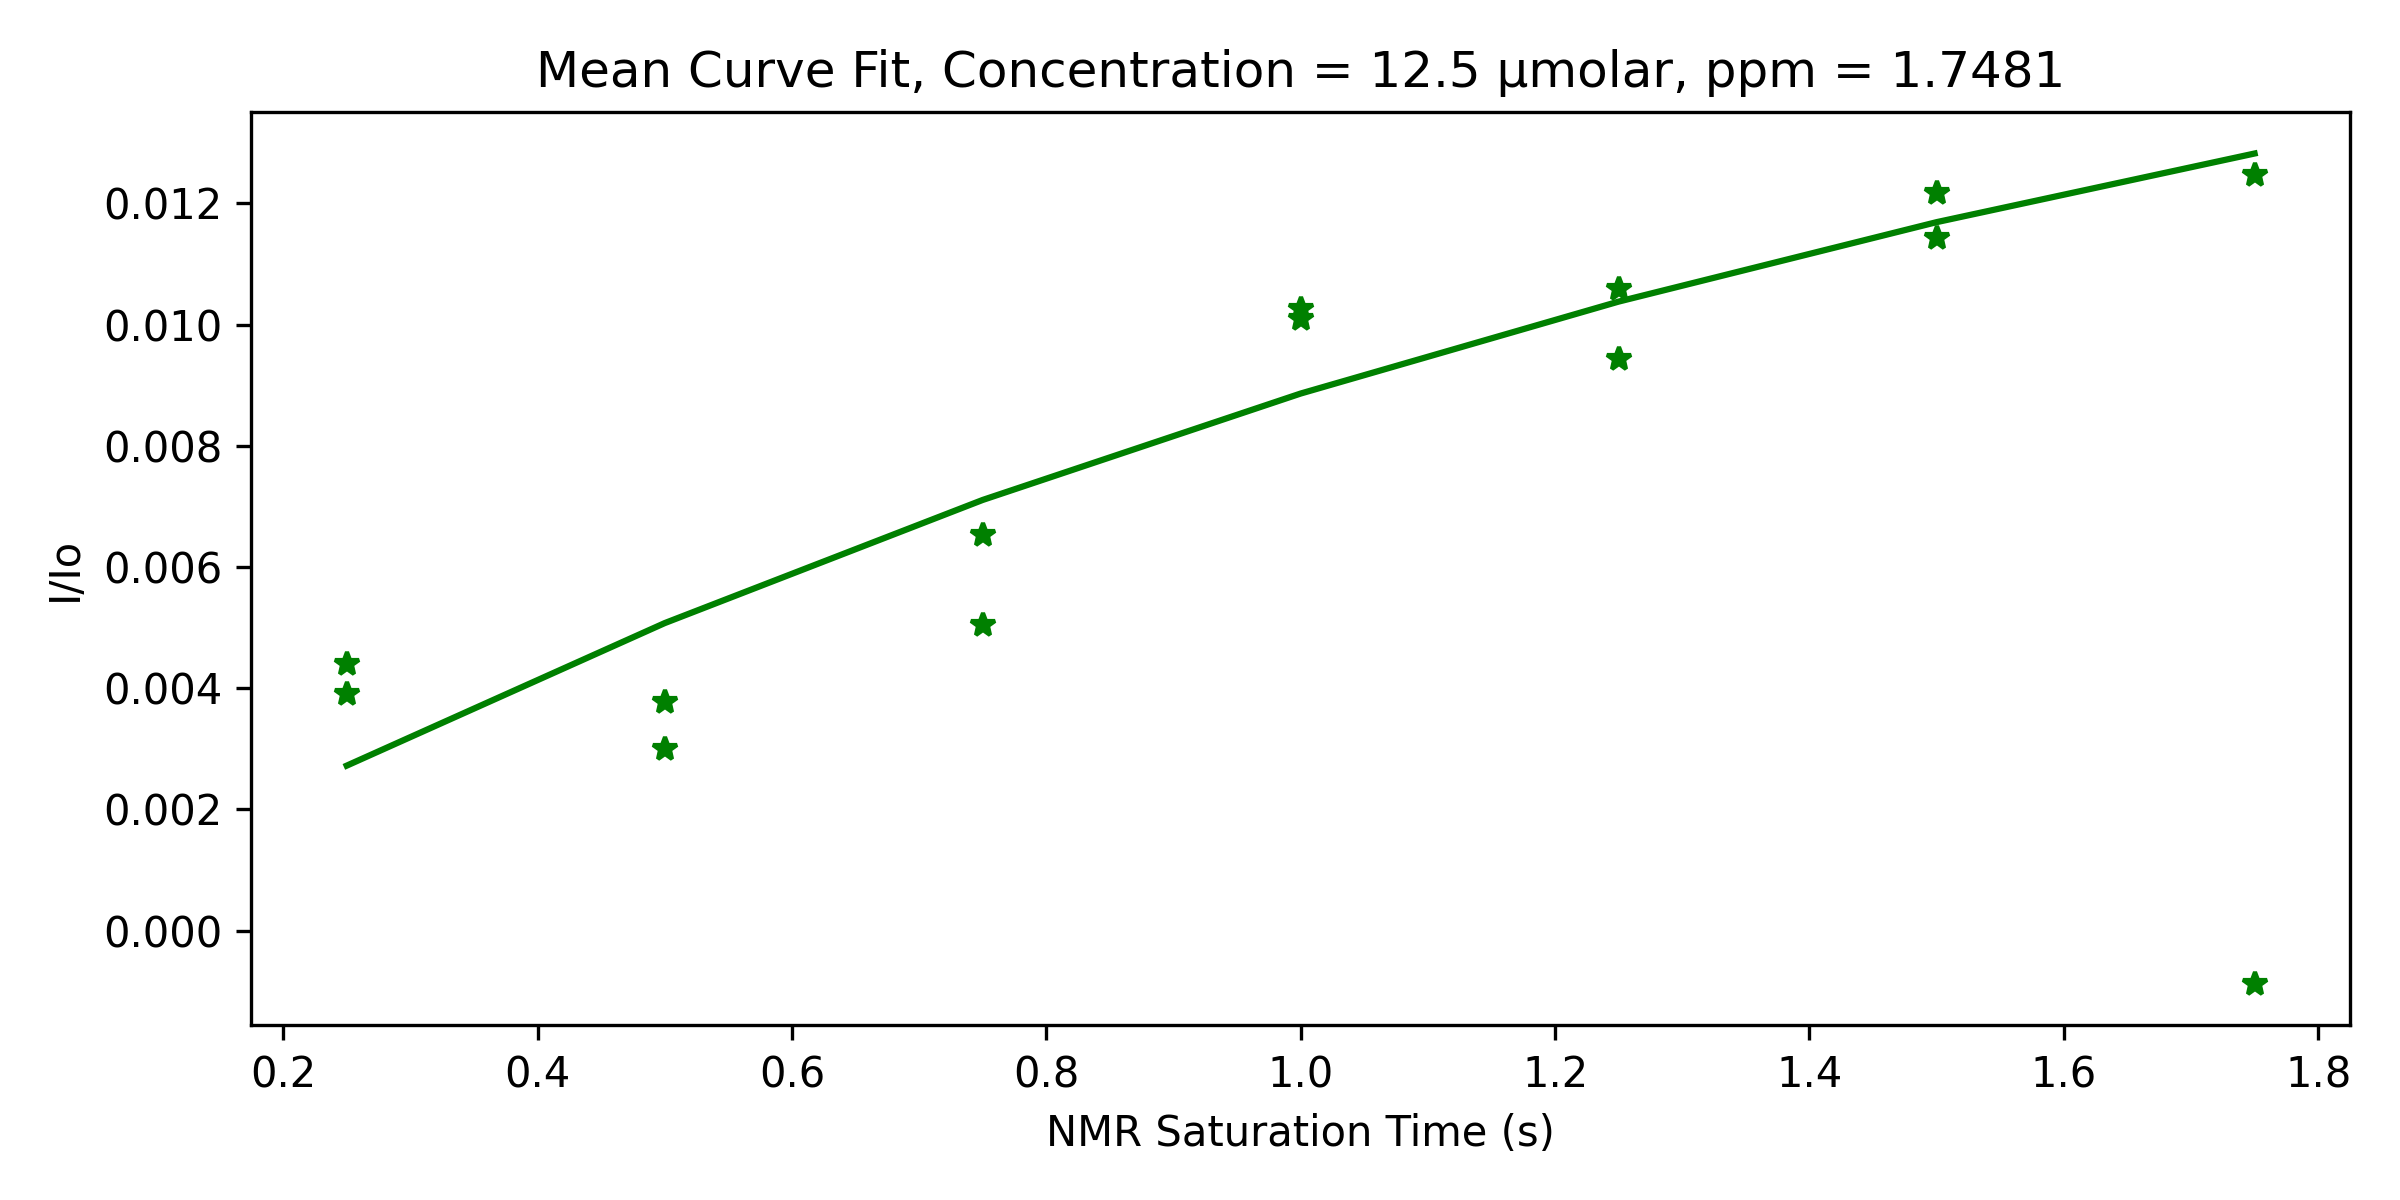 Mean Curve Fit, Concentration = 12.5 µmolar, ppm = 1.7481
I/Io
0.012
0.010
0.008
0.006
0.004
0.002
0.000
0.2 0.4 0.6 0.8 1.0 1.2 1.4 1.6 1.8
NMR Saturation Time (s)